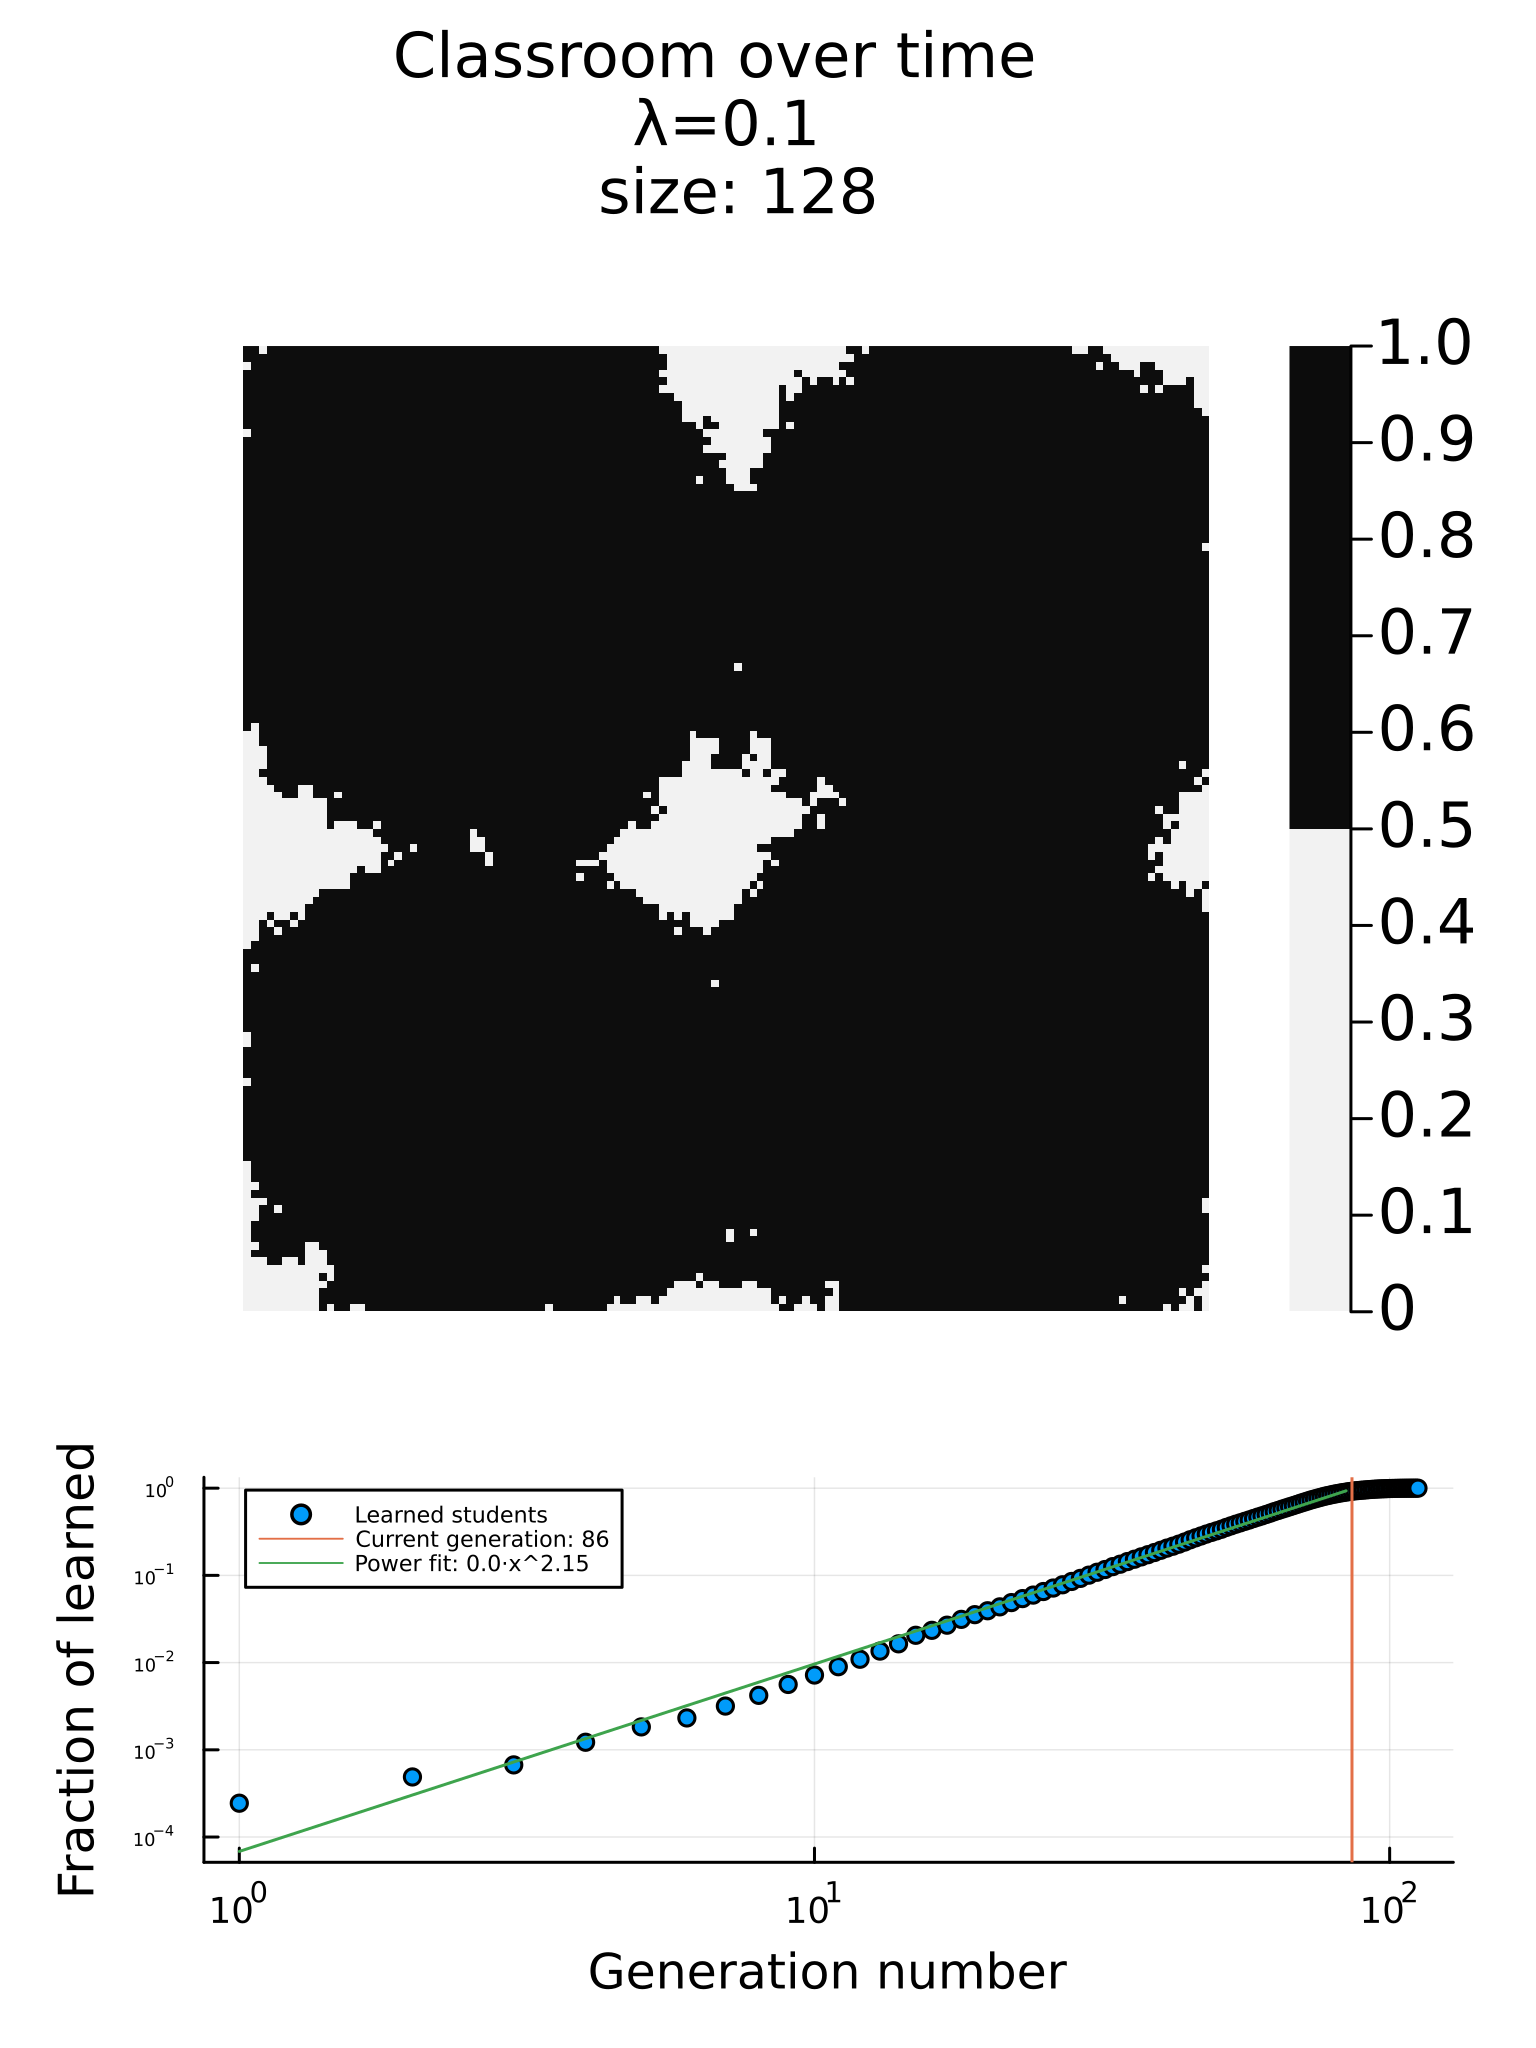 Classroom over time
λ=0.1
size: 128
1.0
0.9
0.8
0.7
0.6
0.5
0.4
0.3
0.2
0.1
0
Fraction of learned
10^0
10^-1
10^-2
10^-3
10^-4
Learned students
Current generation: 86
Power fit: 0.0·x^2.15
10^0
10^1
10^2
Generation number